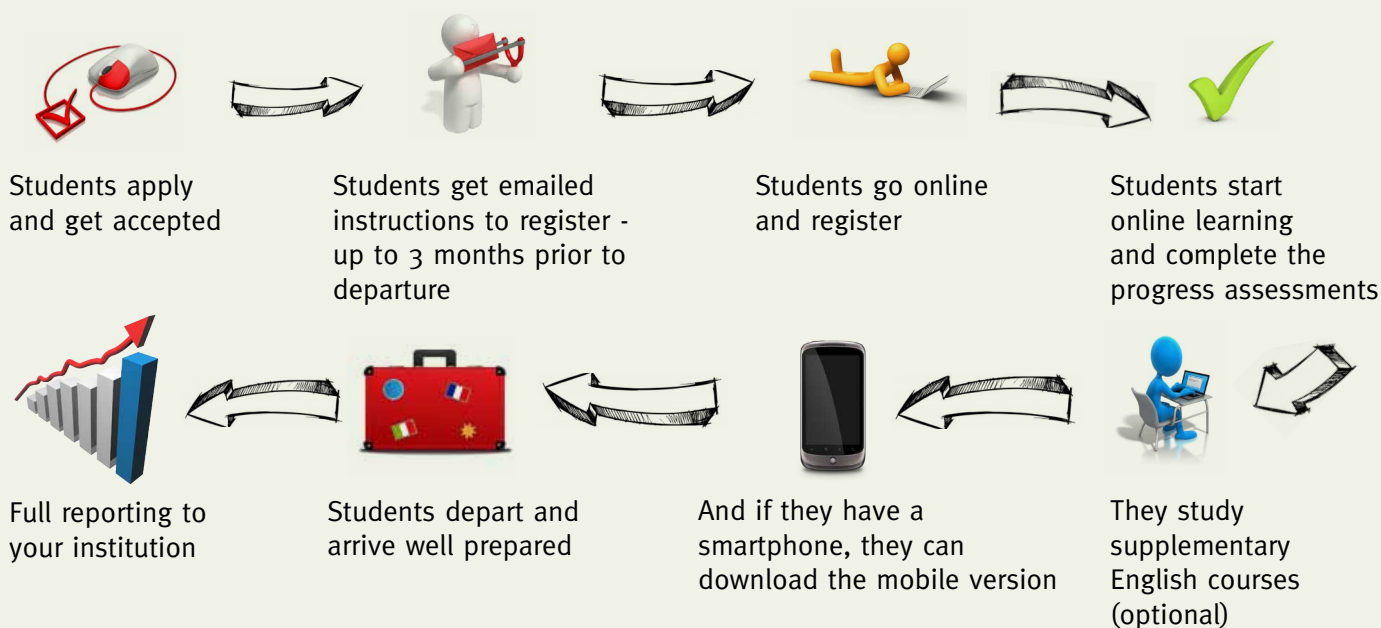 Students apply
and get accepted
Students get emailed
instructions to register -
up to 3 months prior to
departure
Students go online
and register
Students start
online learning
and complete the
progress assessments
They study
supplementary
English courses
(optional)
And if they have a
smartphone, they can
download the mobile version
Students depart and
arrive well prepared
Full reporting to
your institution